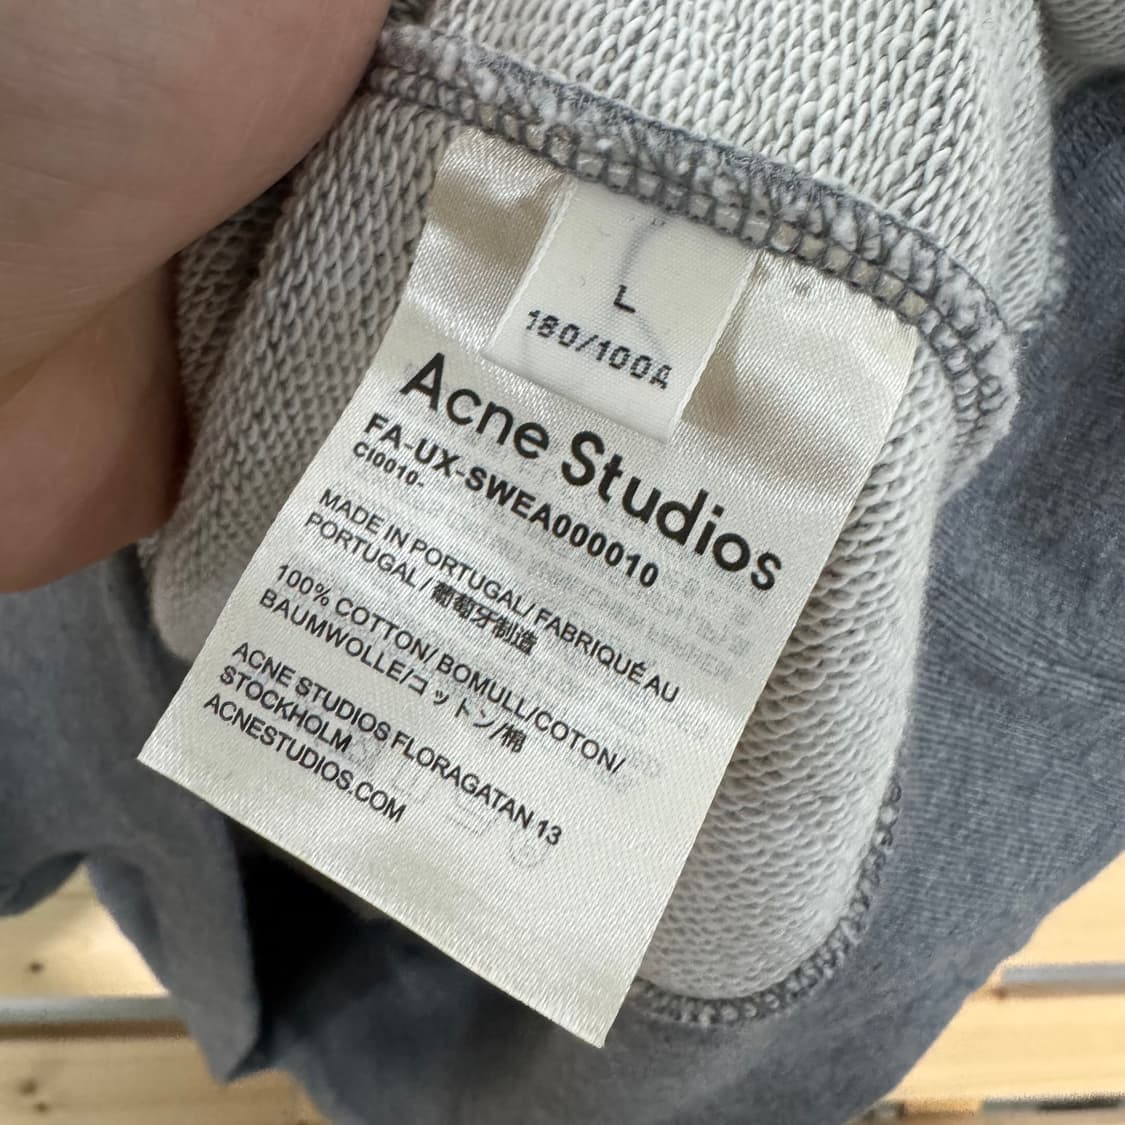 L
180/100A
Acne Studios
FA-UX-SWEA000010
CI0010-
MADE IN PORTUGAL/ FABRIQUÉ AU
PORTUGAL / 葡萄牙制造
100% COTTON/ BOMULL/COTON/
BAUMWOLLE/コットン/棉
ACNE STUDIOS FLORAGATAN 13
STOCKHOLM
ACNESTUDIOS.COM